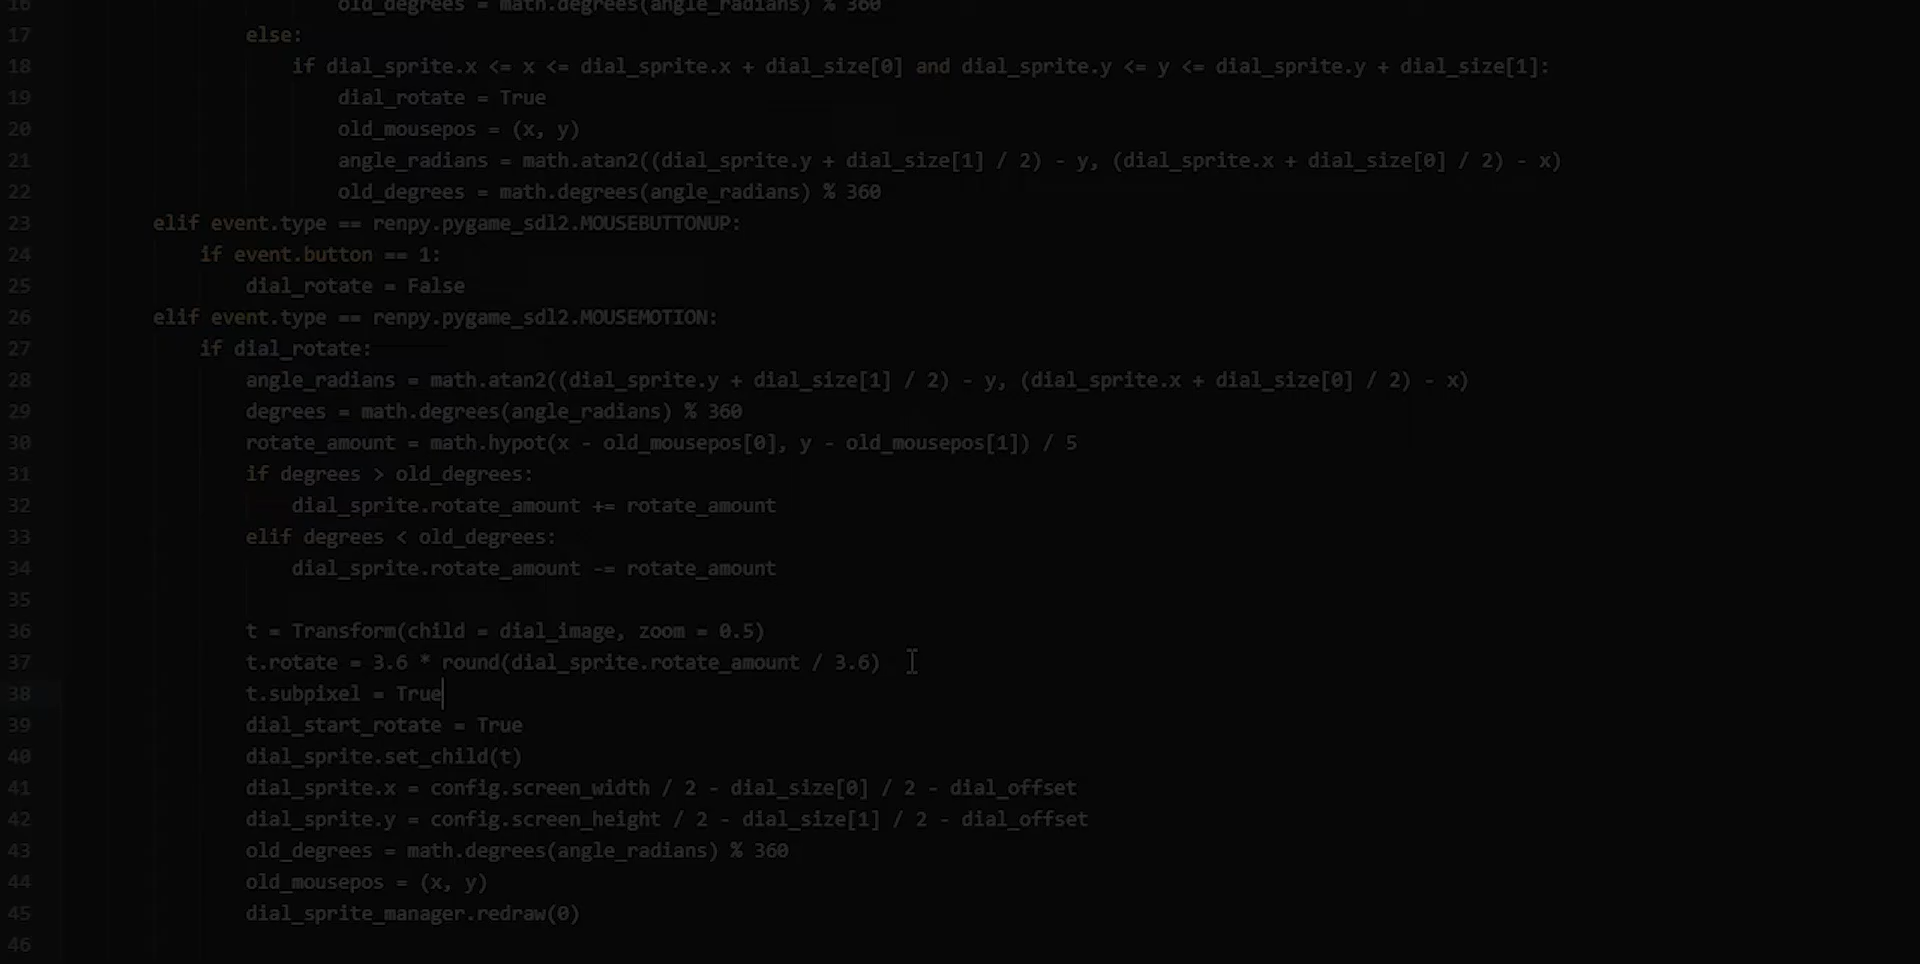 16 old_degrees = math.degrees(angle_radians) % 360
17 else:
18 if dial_sprite.x <= x <= dial_sprite.x + dial_size[0] and dial_sprite.y <= y <= dial_sprite.y + dial_size[1]:
19 dial_rotate = True
20 old_mousepos = (x, y)
21 angle_radians = math.atan2((dial_sprite.y + dial_size[1] / 2) - y, (dial_sprite.x + dial_size[0] / 2) - x)
22 old_degrees = math.degrees(angle_radians) % 360
23 elif event.type == renpy.pygame_sdl2.MOUSEBUTTONUP:
24 if event.button == 1:
25 dial_rotate = False
26 elif event.type == renpy.pygame_sdl2.MOUSEMOTION:
27 if dial_rotate:
28 angle_radians = math.atan2((dial_sprite.y + dial_size[1] / 2) - y, (dial_sprite.x + dial_size[0] / 2) - x)
29 degrees = math.degrees(angle_radians) % 360
30 rotate_amount = math.hypot(x - old_mousepos[0], y - old_mousepos[1]) / 5
31 if degrees > old_degrees:
32 dial_sprite.rotate_amount += rotate_amount
33 elif degrees < old_degrees:
34 dial_sprite.rotate_amount -= rotate_amount
35
36 t = Transform(child = dial_image, zoom = 0.5)
37 t.rotate = 3.6 * round(dial_sprite.rotate_amount / 3.6)
38 t.subpixel = True
39 dial_start_rotate = True
40 dial_sprite.set_child(t)
41 dial_sprite.x = config.screen_width / 2 - dial_size[0] / 2 - dial_offset
42 dial_sprite.y = config.screen_height / 2 - dial_size[1] / 2 - dial_offset
43 old_degrees = math.degrees(angle_radians) % 360
44 old_mousepos = (x, y)
45 dial_sprite_manager.redraw(0)
46